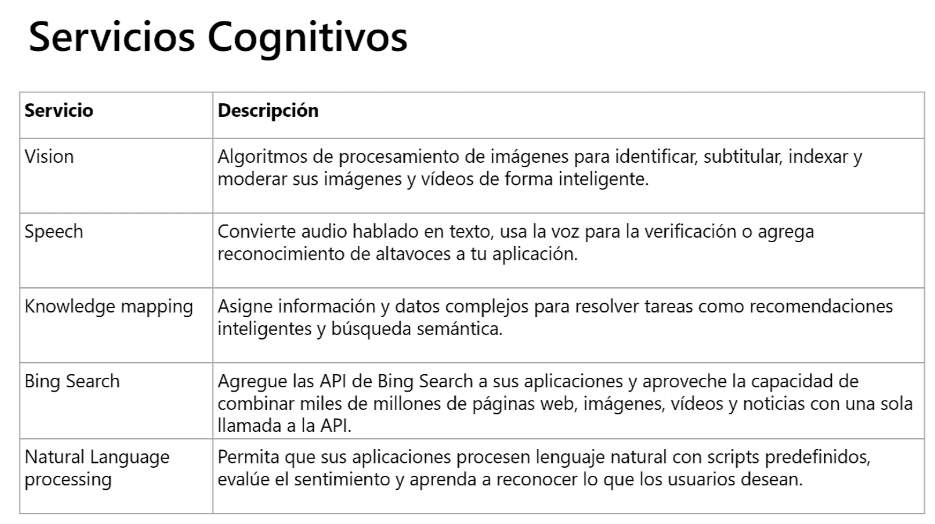 Servicios Cognitivos
Servicio
Descripción
Vision
Algoritmos de procesamiento de imágenes para identificar, subtitular, indexar y
moderar sus imágenes y vídeos de forma inteligente.
Speech
Convierte audio hablado en texto, usa la voz para la verificación o agrega
reconocimiento de altavoces a tu aplicación.
Knowledge mapping
Asigne información y datos complejos para resolver tareas como recomendaciones
inteligentes y búsqueda semántica.
Bing Search
Agregue las API de Bing Search a sus aplicaciones y aproveche la capacidad de
combinar miles de millones de páginas web, imágenes, vídeos y noticias con una sola
llamada a la API.
Natural Language
processing
Permita que sus aplicaciones procesen lenguaje natural con scripts predefinidos,
evalúe el sentimiento y aprenda a reconocer lo que los usuarios desean.